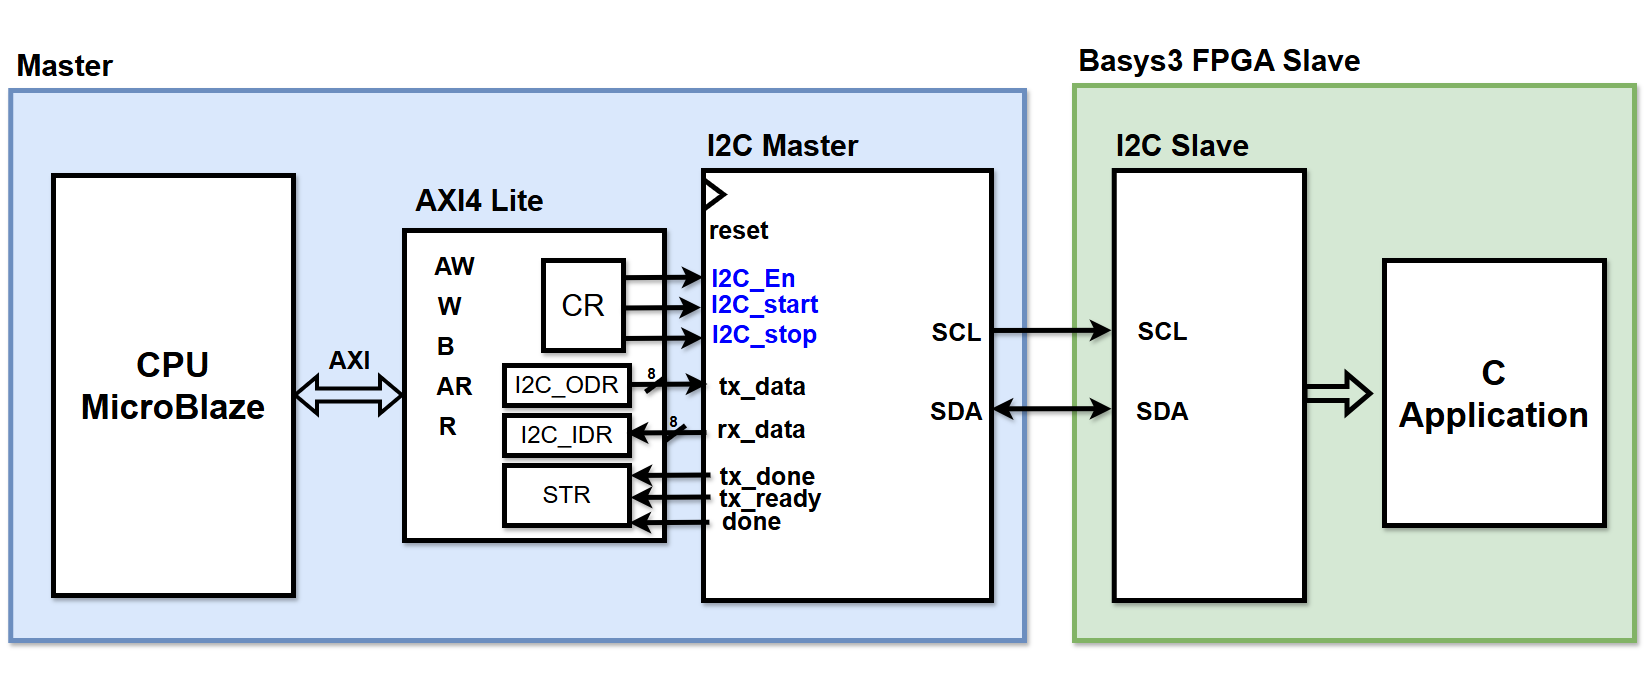 Master
Basys3 FPGA Slave
I2C Master
I2C Slave
AXI4 Lite
CPU
MicroBlaze
AXI
AW
W
B
AR
R
CR
I2C_ODR
I2C_IDR
STR
8
8
reset
I2C_En
I2C_start
I2C_stop
tx_data
rx_data
tx_done
tx_ready
done
SCL
SDA
SCL
SDA
C
Application